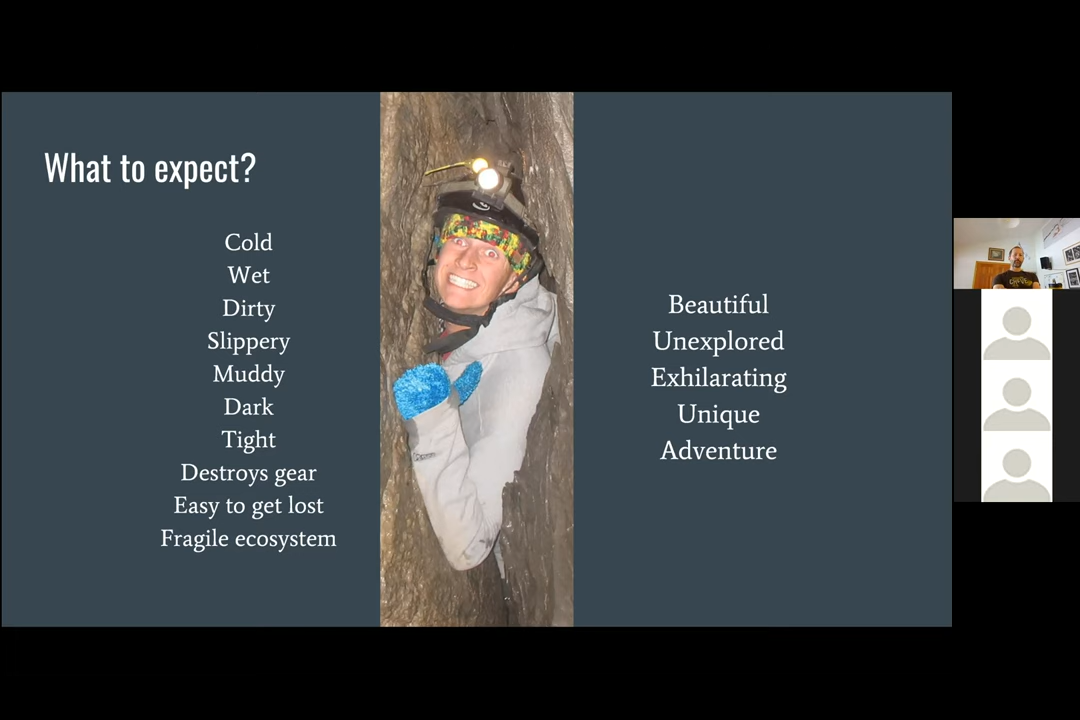 What to expect?
Cold
Wet
Dirty
Slippery
Muddy
Dark
Tight
Destroys gear
Easy to get lost
Fragile ecosystem
Beautiful
Unexplored
Exhilarating
Unique
Adventure